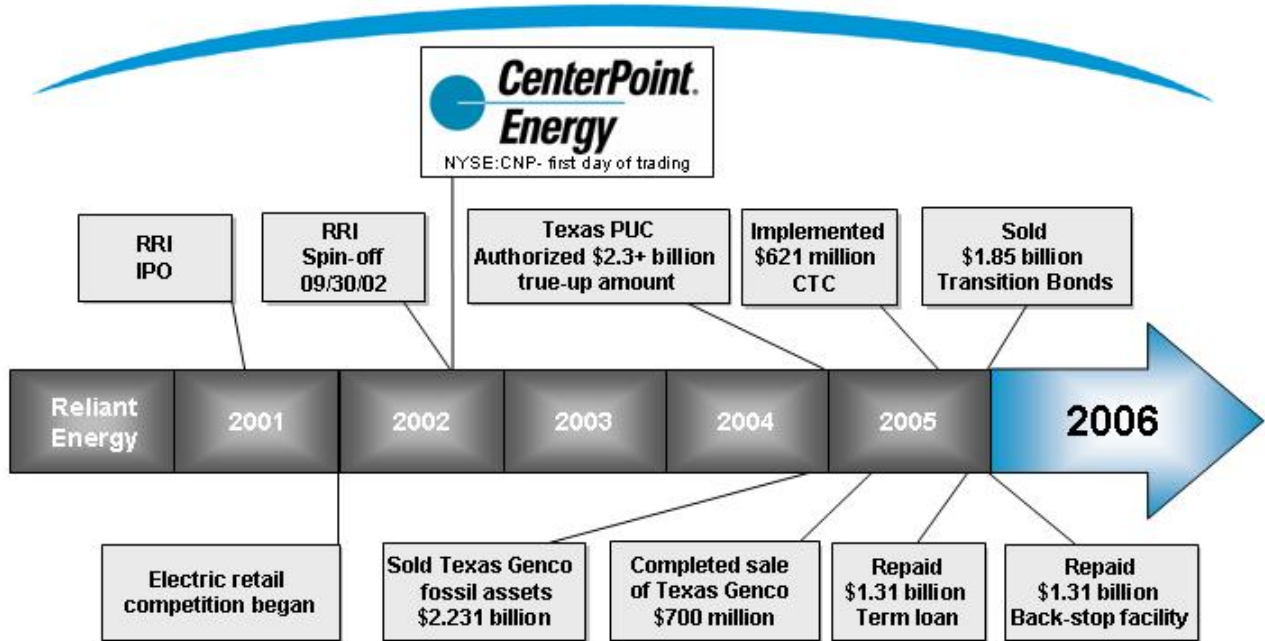 CenterPoint.
Energy
NYSE:CNP- first day of trading
RRI
IPO
RRI
Spin-off
09/30/02
Texas PUC
Authorized $2.3+ billion
true-up amount
Implemented
$621 million
CTC
Sold
$1.85 billion
Transition Bonds
Reliant
Energy
2001
2002
2003
2004
2005
2006
Electric retail
competition began
Sold Texas Genco
fossil assets
$2.231 billion
Completed sale
of Texas Genco
$700 million
Repaid
$1.31 billion
Term loan
Repaid
$1.31 billion
Back-stop facility